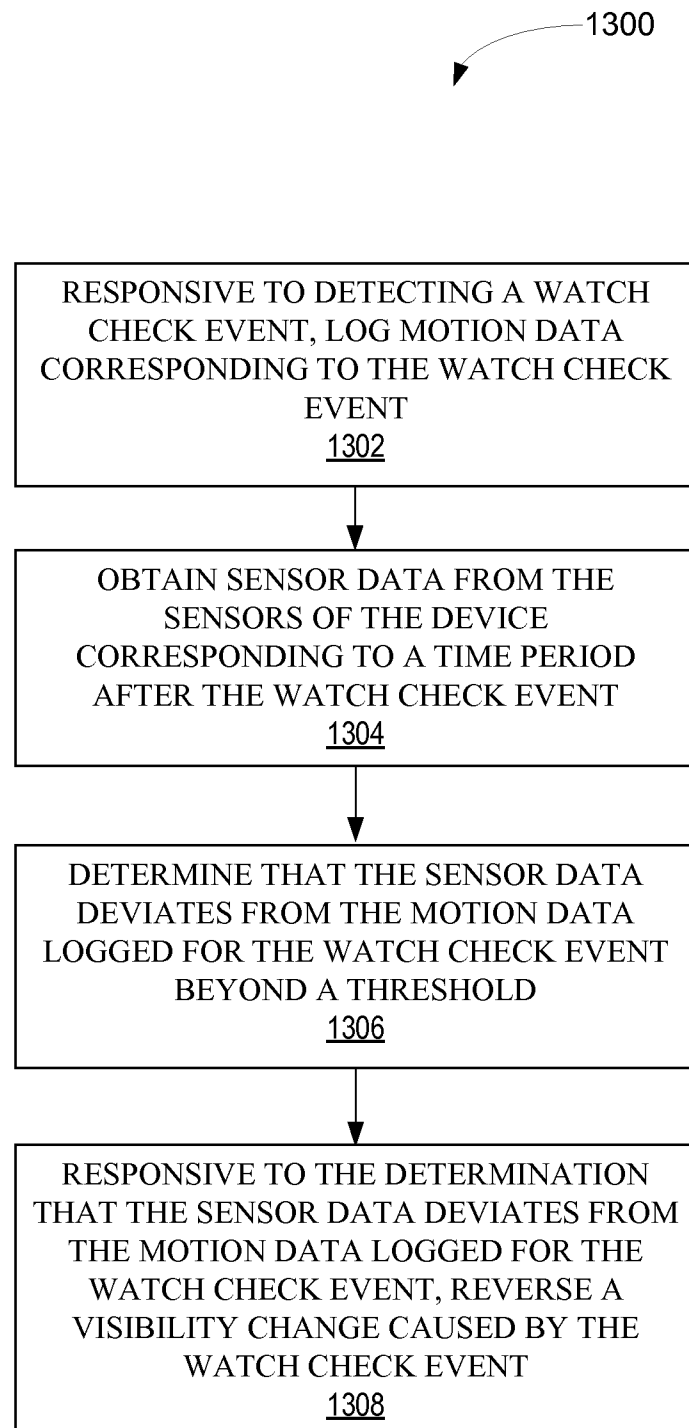 1300
RESPONSIVE TO DETECTING A WATCH
CHECK EVENT, LOG MOTION DATA
CORRESPONDING TO THE WATCH CHECK
EVENT
1302
OBTAIN SENSOR DATA FROM THE
SENSORS OF THE DEVICE
CORRESPONDING TO A TIME PERIOD
AFTER THE WATCH CHECK EVENT
1304
DETERMINE THAT THE SENSOR DATA
DEVIATES FROM THE MOTION DATA
LOGGED FOR THE WATCH CHECK EVENT
BEYOND A THRESHOLD
1306
RESPONSIVE TO THE DETERMINATION
THAT THE SENSOR DATA DEVIATES FROM
THE MOTION DATA LOGGED FOR THE
WATCH CHECK EVENT, REVERSE A
VISIBILITY CHANGE CAUSED BY THE
WATCH CHECK EVENT
1308